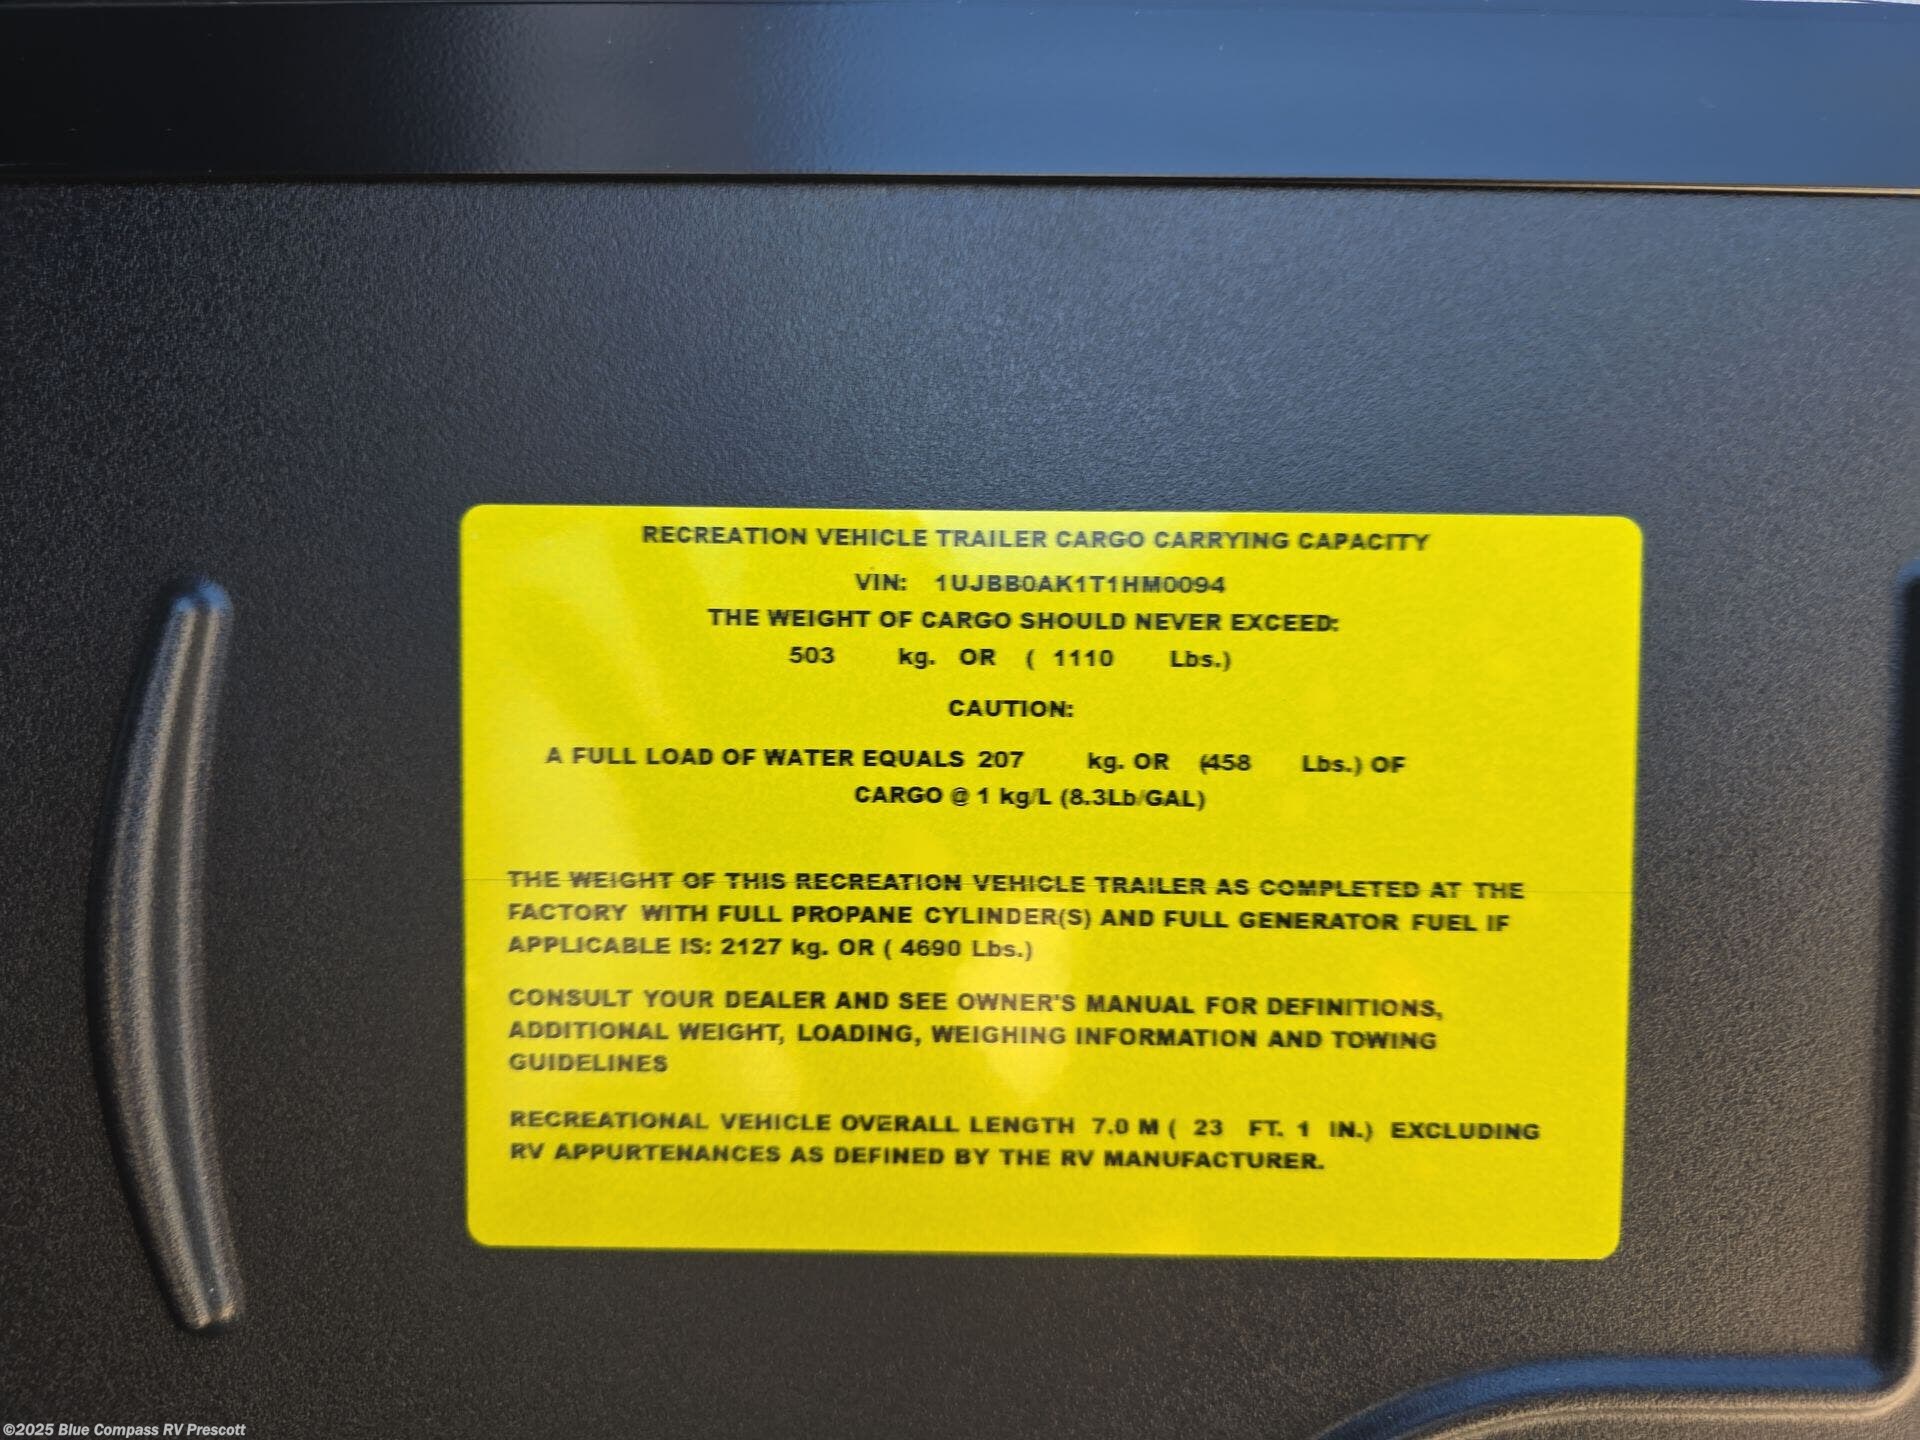 RECREATION VEHICLE TRAILER CARGO CARRYING CAPACITY
VIN: 1UJBB0AK1T1HM0094
THE WEIGHT OF CARGO SHOULD NEVER EXCEED:
503 kg. OR ( 1110 Lbs.)
CAUTION:
A FULL LOAD OF WATER EQUALS 207 kg. OR (458 Lbs.) OF
CARGO @ 1 kg/L (8.3Lb/GAL)
THE WEIGHT OF THIS RECREATION VEHICLE TRAILER AS COMPLETED AT THE
FACTORY WITH FULL PROPANE CYLINDER(S) AND FULL GENERATOR FUEL IF
APPLICABLE IS: 2127 kg. OR ( 4690 Lbs.)
CONSULT YOUR DEALER AND SEE OWNER'S MANUAL FOR DEFINITIONS,
ADDITIONAL WEIGHT, LOADING, WEIGHING INFORMATION AND TOWING
GUIDELINES
RECREATIONAL VEHICLE OVERALL LENGTH 7.0 M ( 23 FT. 1 IN.) EXCLUDING
RV APPURTENANCES AS DEFINED BY THE RV MANUFACTURER.
©2025 Blue Compass RV Prescott